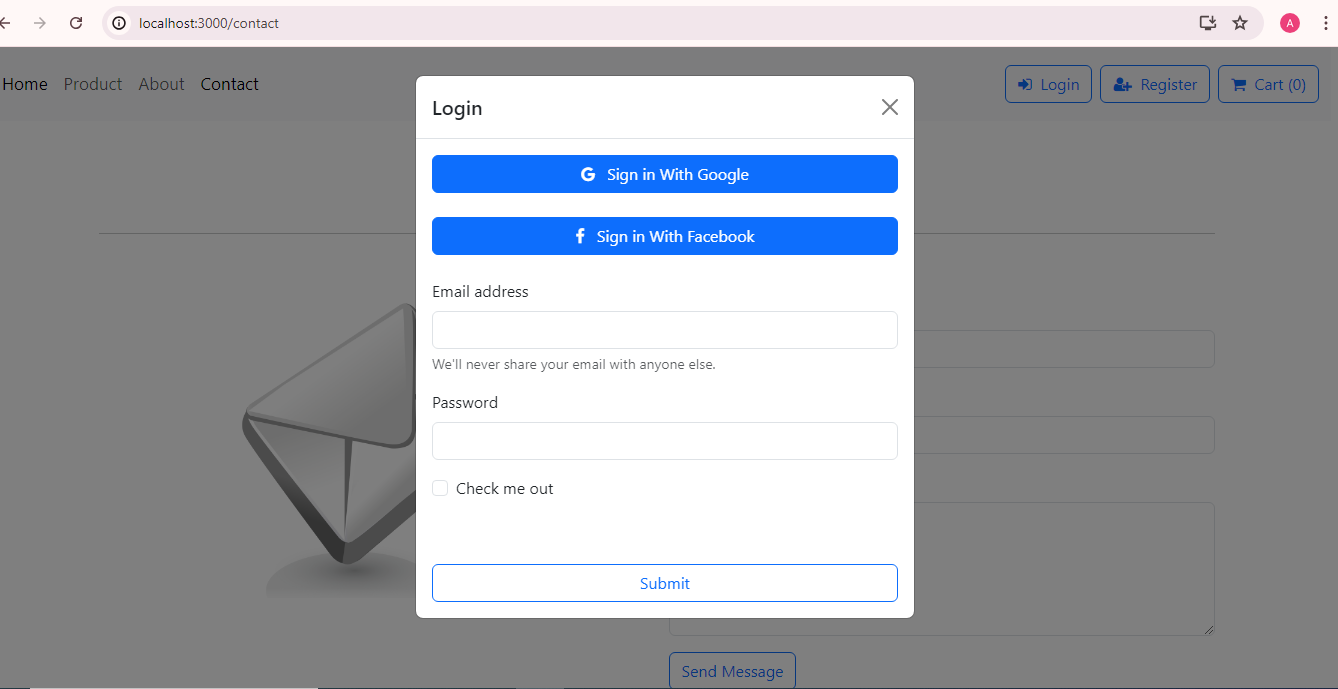 localhost:3000/contact
A
Home Product About Contact
Login Register Cart (0)
Login
G Sign in With Google
f Sign in With Facebook
Email address
We'll never share your email with anyone else.
Password
Check me out
Submit
Send Message